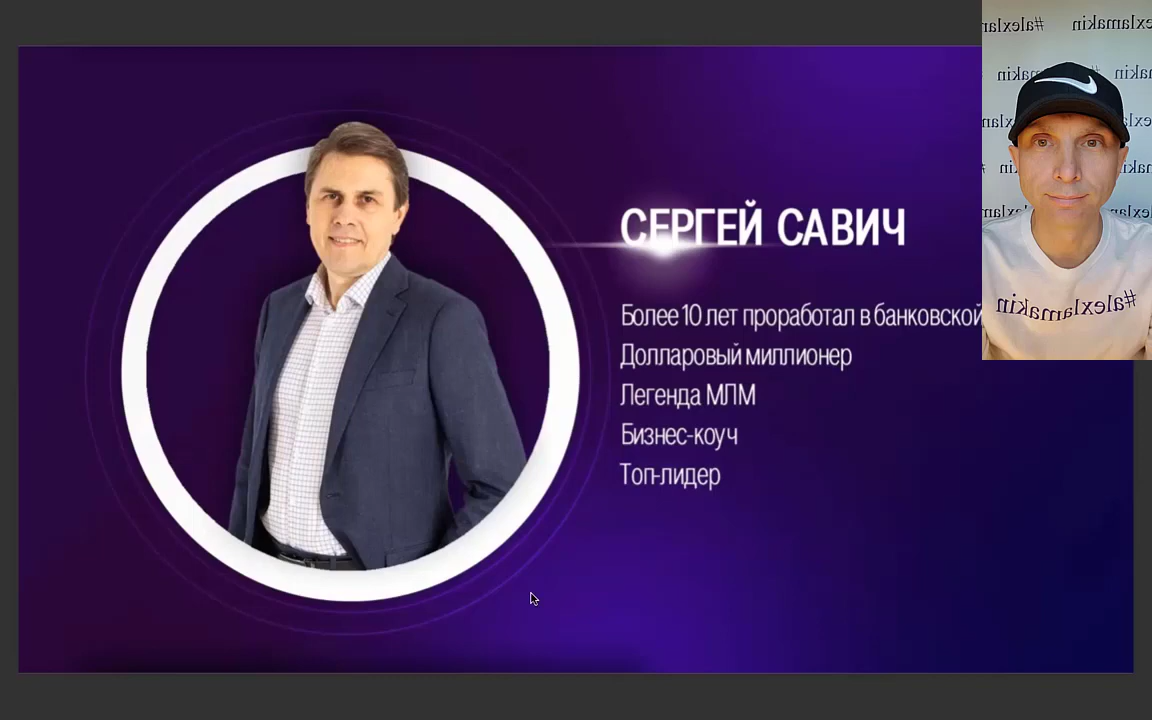 СЕРГЕЙ САВИЧ
Более 10 лет проработал в банковской
Долларовый миллионер
Легенда МЛМ
Бизнес-коуч
Топ-лидер
#alexlamakin